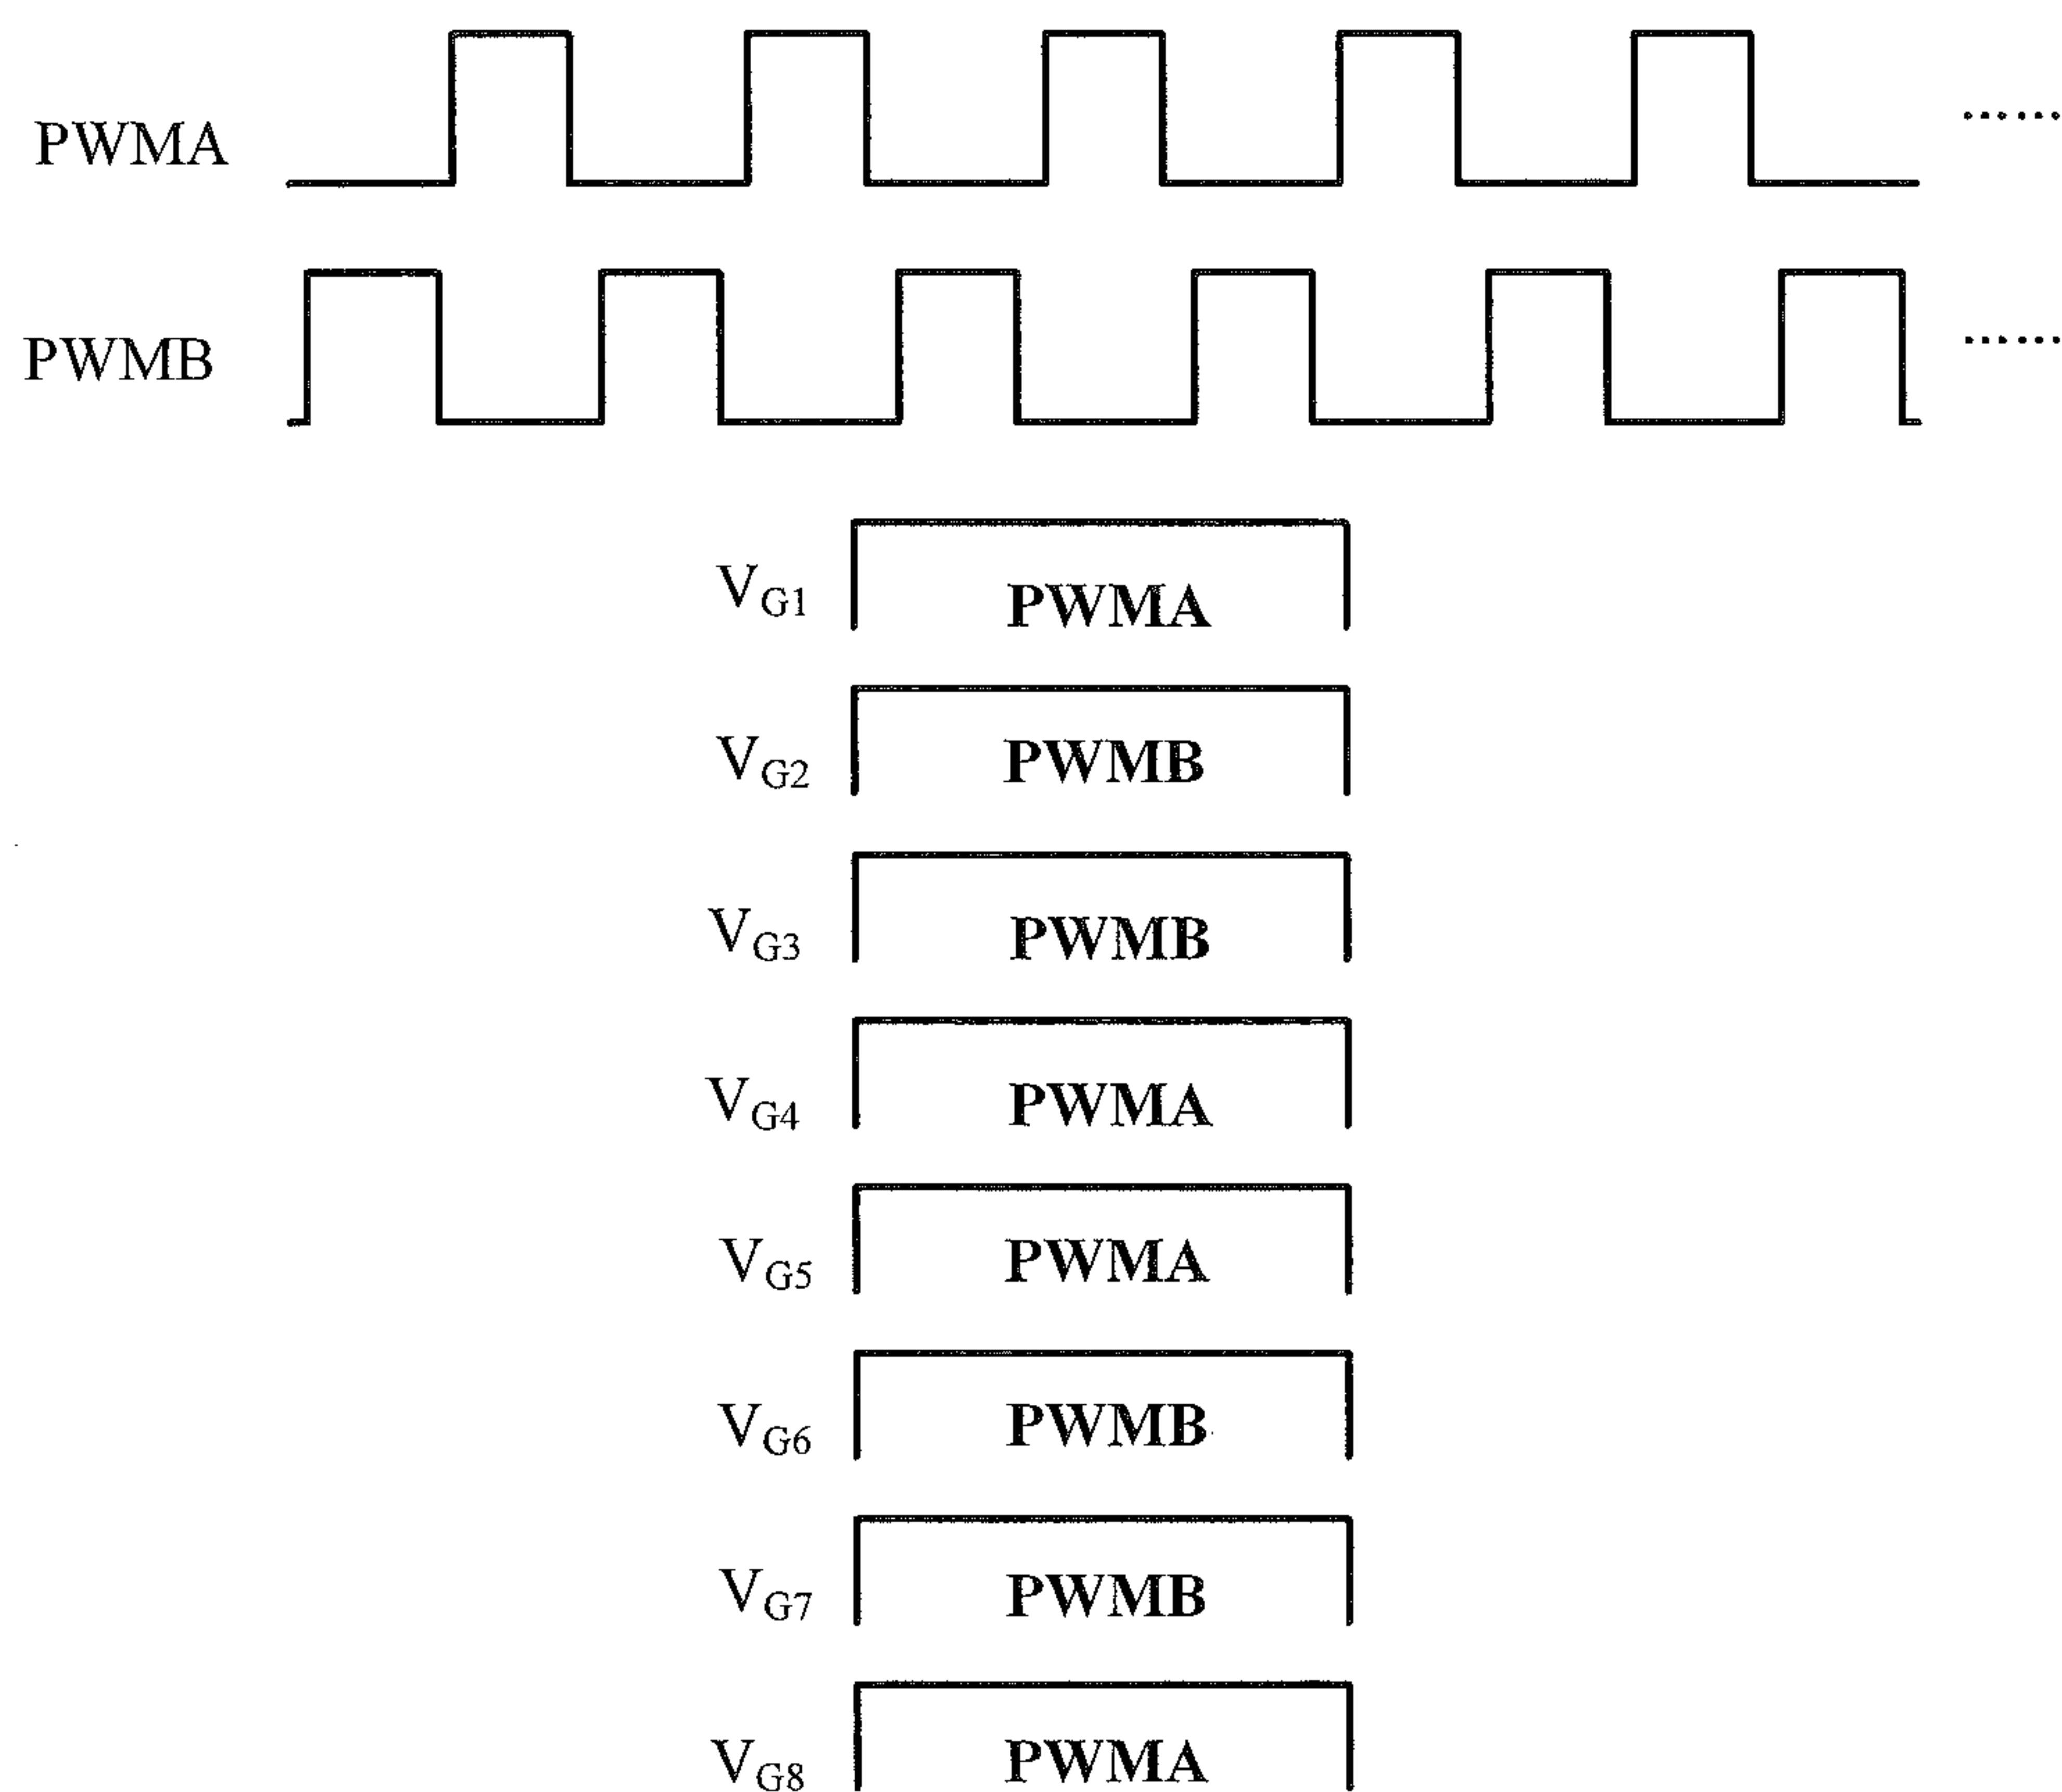 PWMA ......
PWMB ......
VG1 PWMA
VG2 PWMB
VG3 PWMB
VG4 PWMA
VG5 PWMA
VG6 PWMB
VG7 PWMB
VG8 PWMA